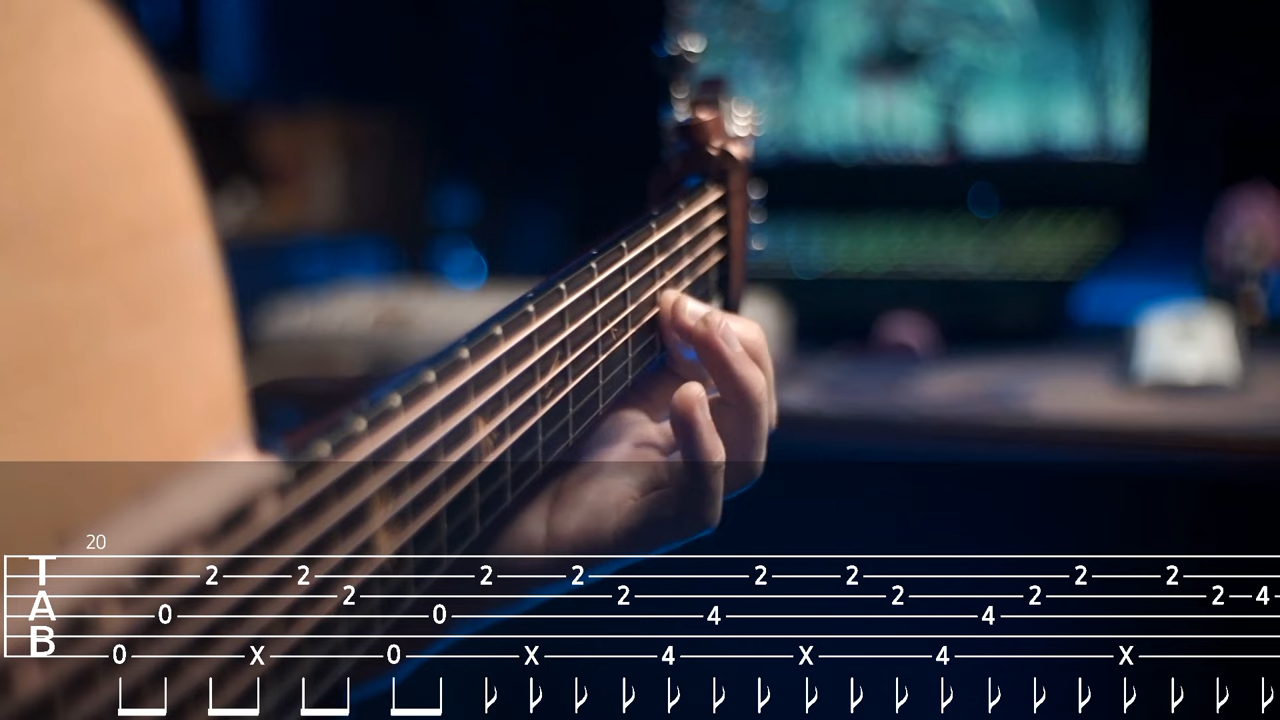 20
T
A
B
2 2 2 2 2 2 2 2
2 2 2 2 2 4
0 0 4 4
0 X 0 X 4 X 4 X